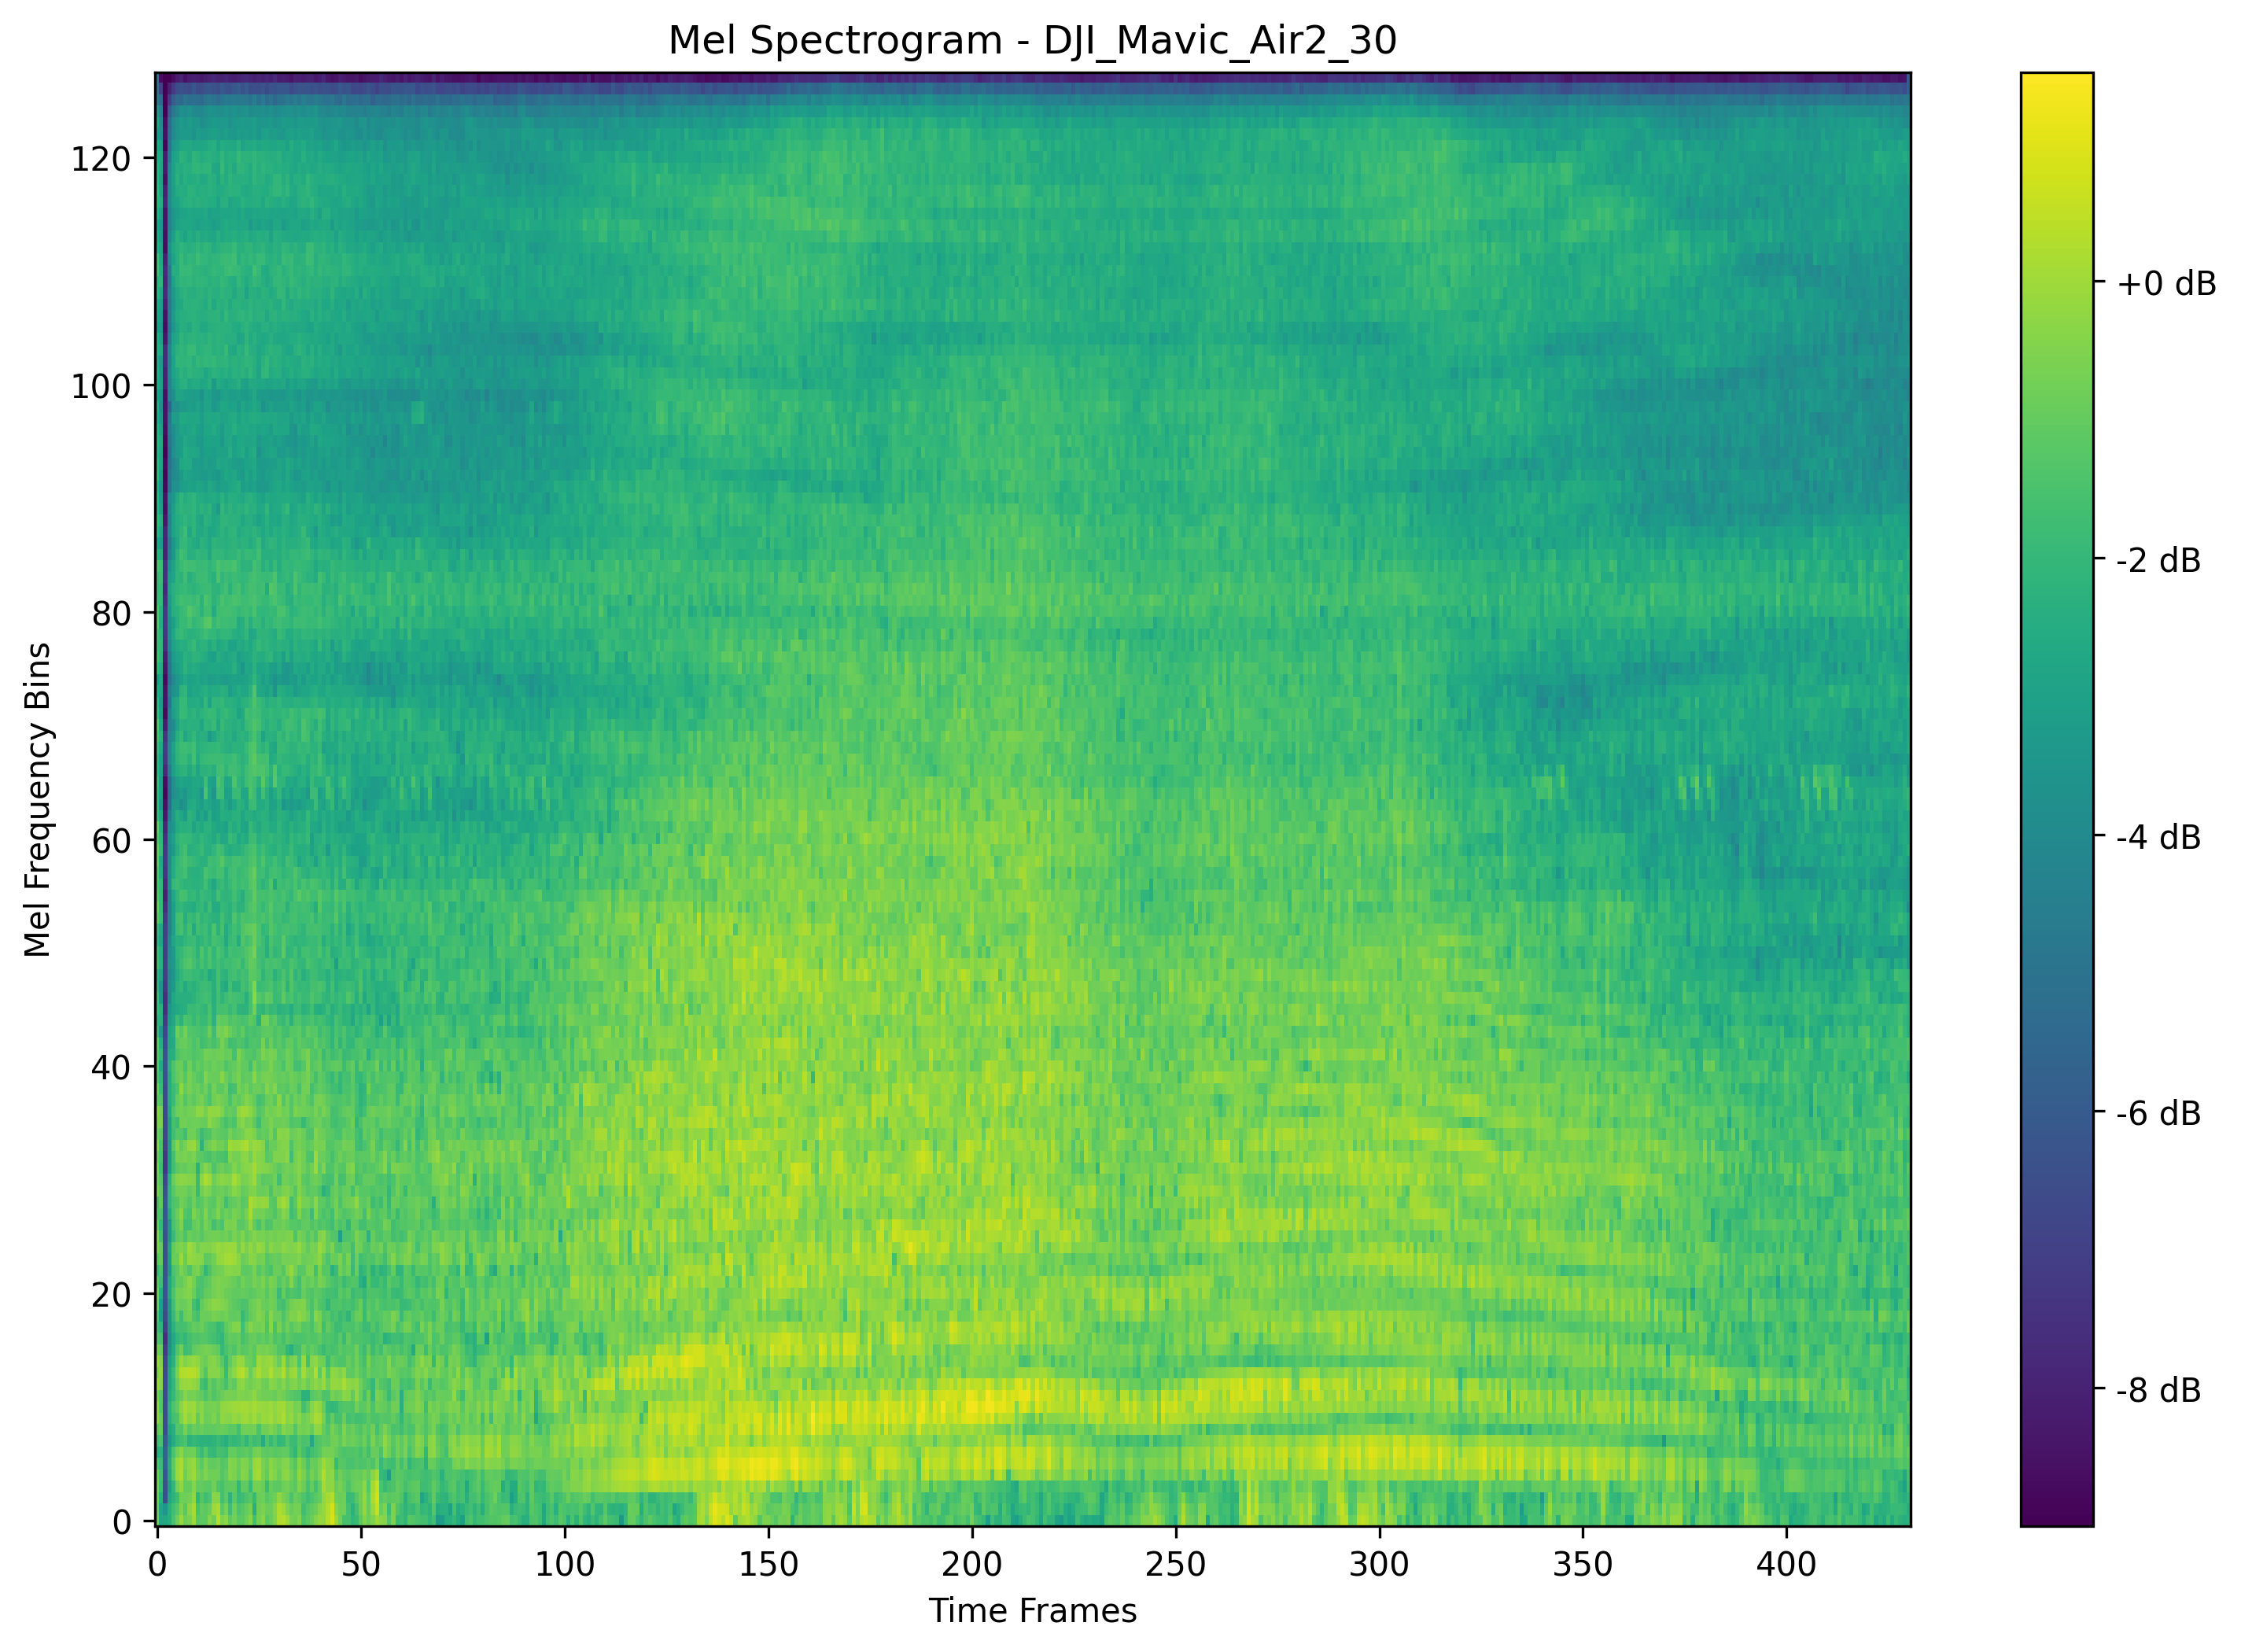 Mel Spectrogram - DJI_Mavic_Air2_30
Mel Frequency Bins
120
100
80
60
40
20
0
0 50 100 150 200 250 300 350 400
Time Frames
+0 dB
-2 dB
-4 dB
-6 dB
-8 dB